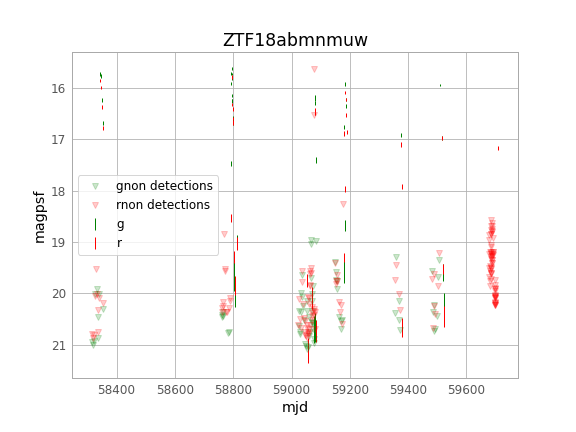 ZTF18abmnmuw
magpsf
16
17
18
19
20
21
gnon detections
rnon detections
g
r
58400
58600
58800
59000
59200
59400
59600
mjd